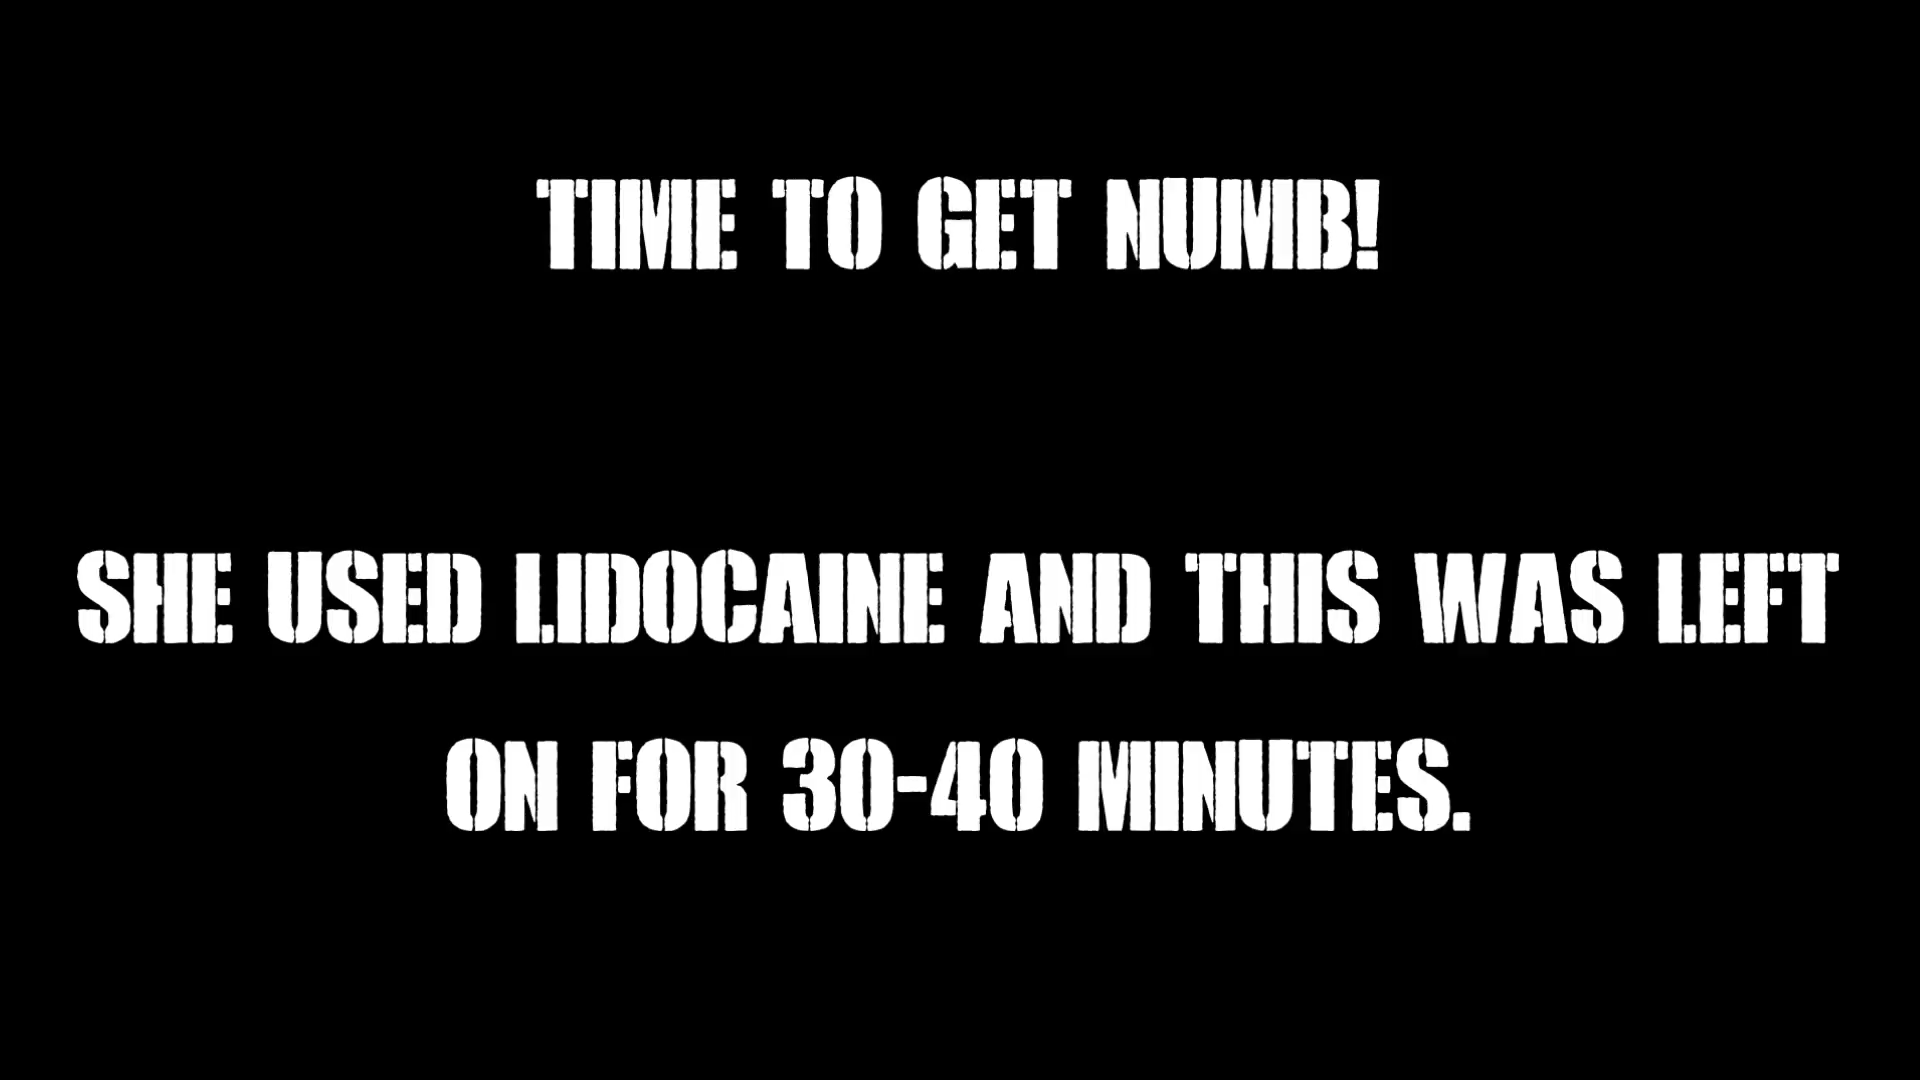 TIME TO GET NUMB!
SHE USED LIDOCAINE AND THIS WAS LEFT
ON FOR 30-40 MINUTES.